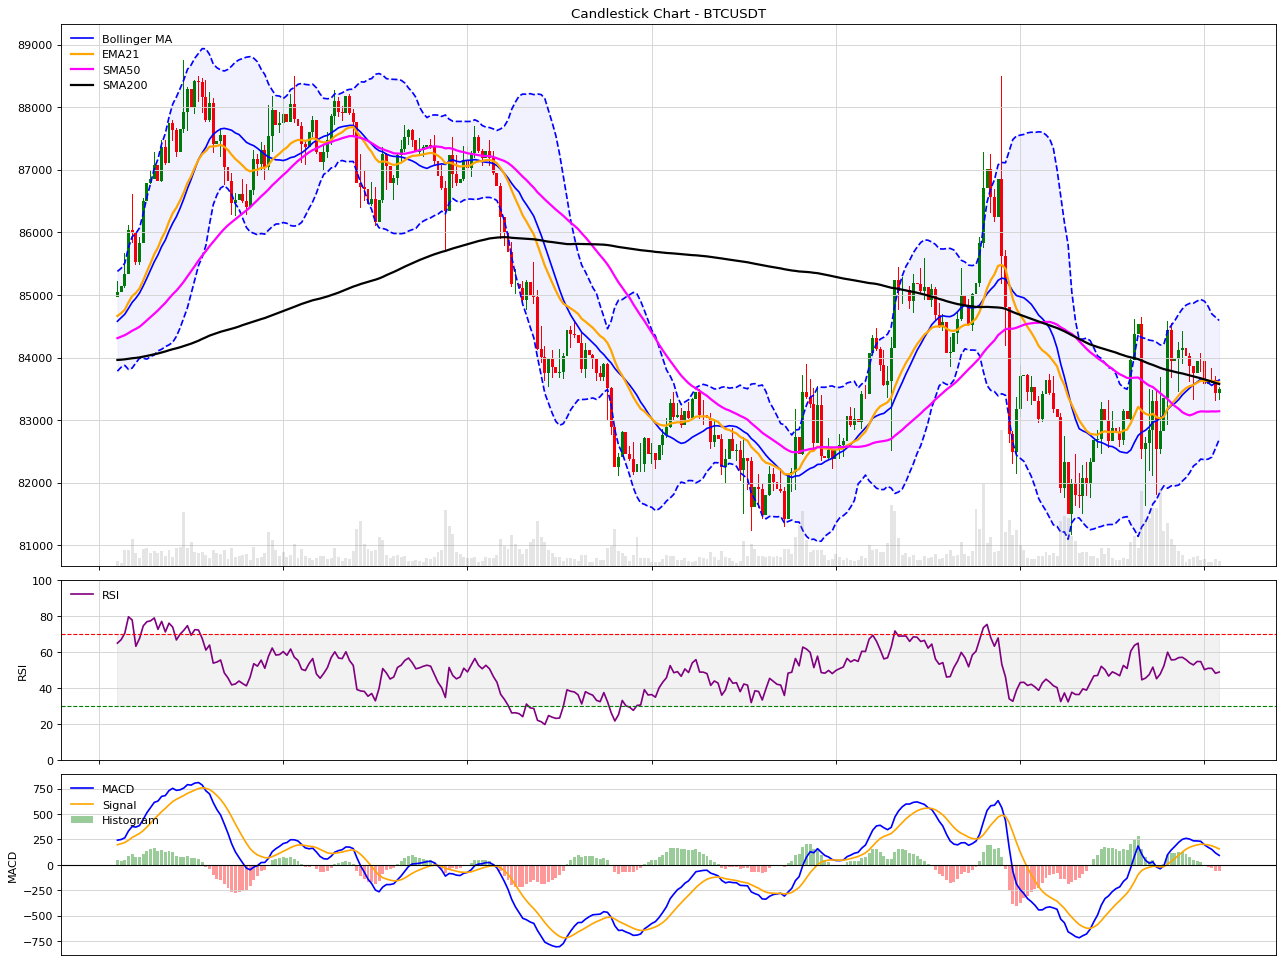 Candlestick Chart - BTCUSDT
Bollinger MA
EMA21
SMA50
SMA200
89000
88000
87000
86000
85000
84000
83000
82000
81000
RSI
RSI
100
80
60
40
20
0
MACD
Signal
Histogram
MACD
750
500
250
0
−250
−500
−750